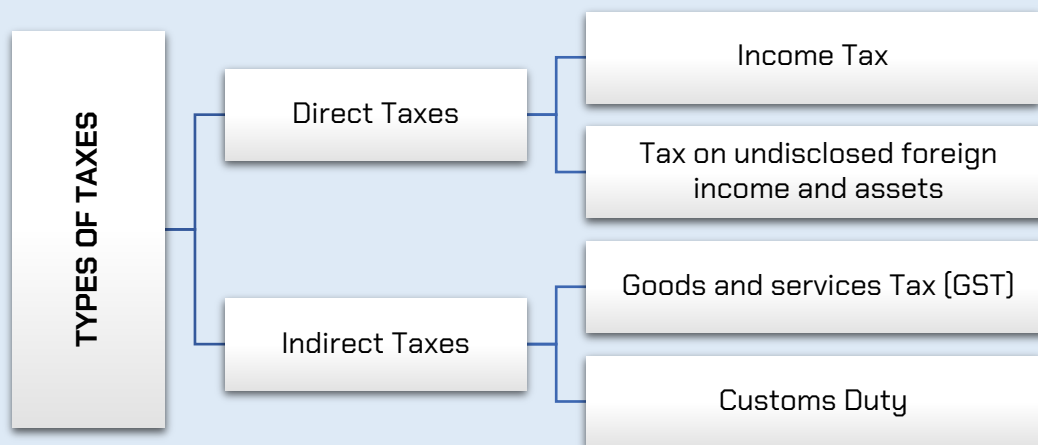 TYPES OF TAXES
Direct Taxes
Income Tax
Tax on undisclosed foreign
income and assets
Indirect Taxes
Goods and services Tax (GST)
Customs Duty